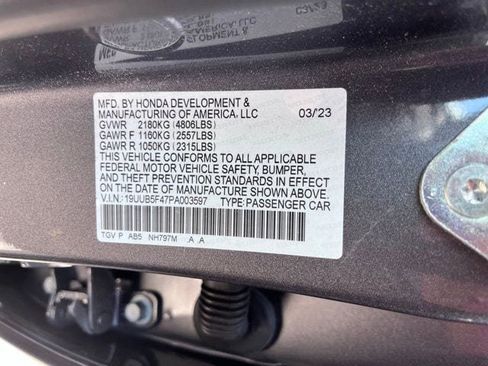 MFD. BY HONDA DEVELOPMENT &
MANUFACTURING OF AMERICA, LLC 03/'23
GVWR 2180KG (4806LBS)
GAWR F 1160KG (2557LBS)
GAWR R 1050KG (2315LBS)
THIS VEHICLE CONFORMS TO ALL APPLICABLE
FEDERAL MOTOR VEHICLE SAFETY, BUMPER,
AND THEFT PREVENTION STANDARDS IN EFFECT
ON THE DATE OF MANUFACTURE SHOWN ABOVE.
V.I.N.: 19UUB5F47PA003597 TYPE: PASSENGER CAR
TGV P AB5 NH797M A A